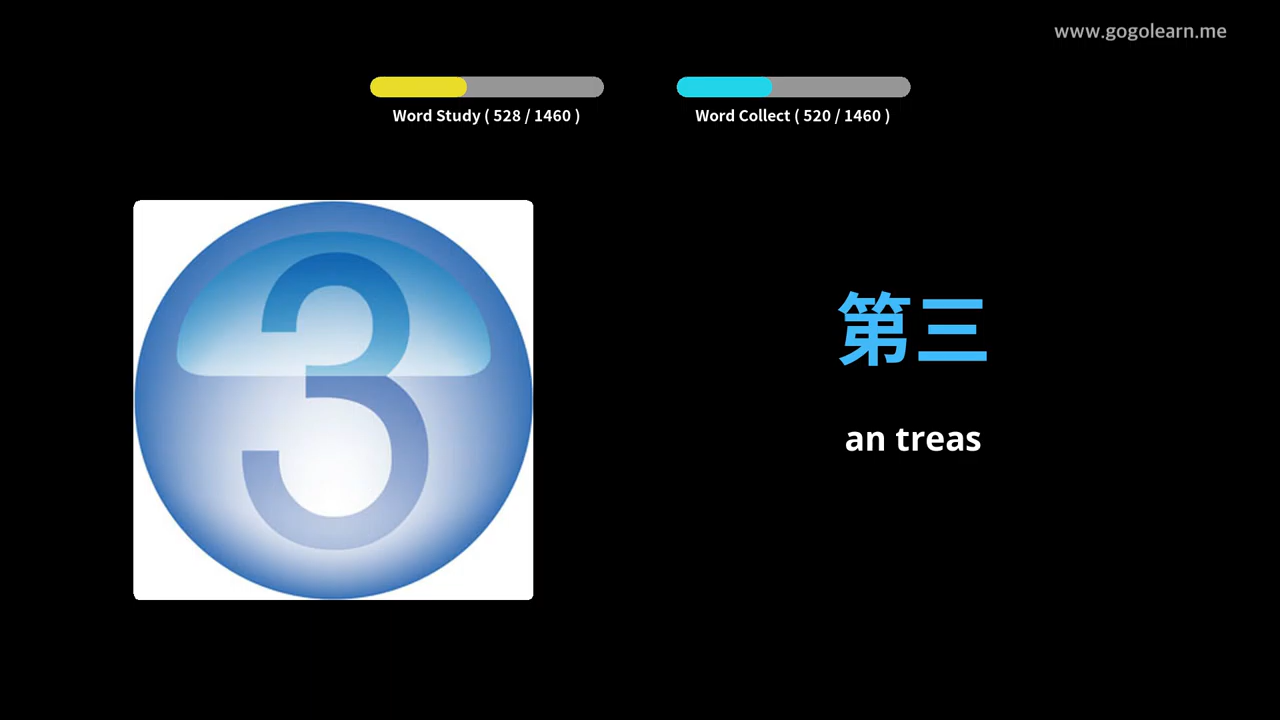 www.gogolearn.me
Word Study ( 528 / 1460 )
Word Collect ( 520 / 1460 )
3
第三
an treas